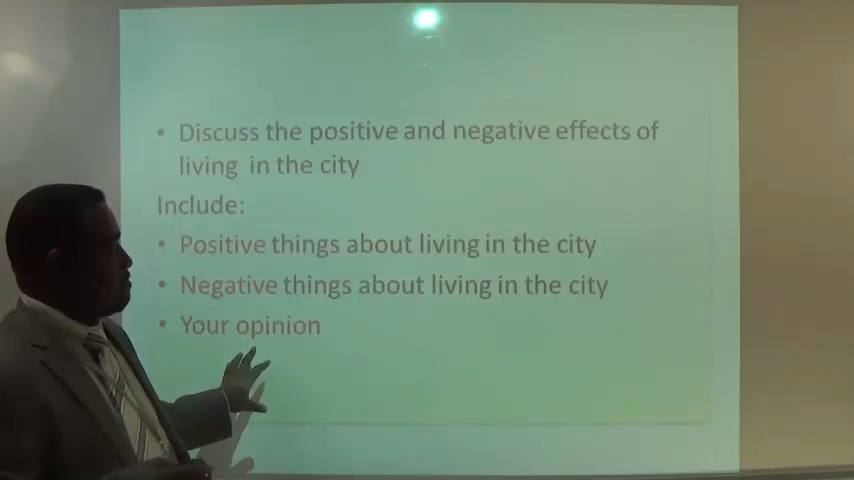 • Discuss the positive and negative effects of
living in the city
Include:
• Positive things about living in the city
• Negative things about living in the city
• Your opinion